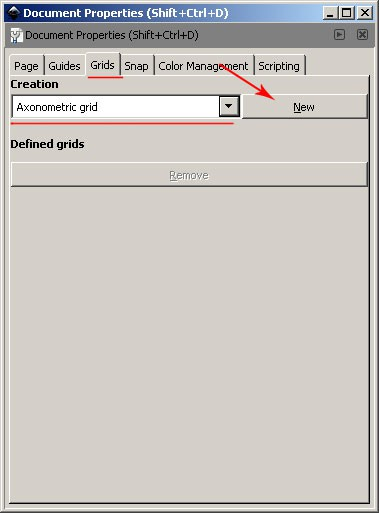 Document Properties (Shift+Ctrl+D)
Document Properties (Shift+Ctrl+D)
Page Guides Grids Snap Color Management Scripting
Creation
Axonometric grid New
Defined grids
Remove